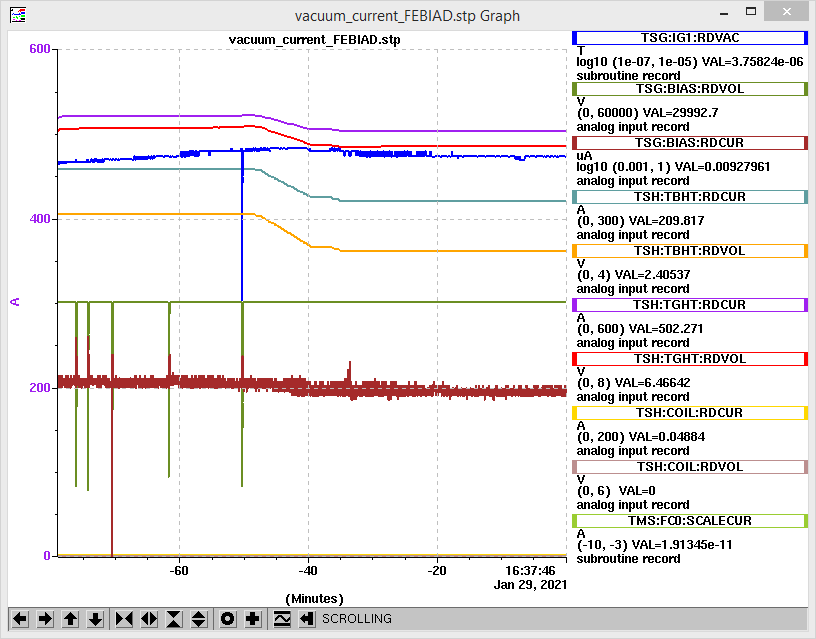 vacuum_current_FEBIAD.stp Graph
vacuum_current_FEBIAD.stp
600
400
A
200
0
-60
-40
-20
16:37:46
Jan 29, 2021
(Minutes)
TSG:IG1:RDVAC
T
log10 (1e-07, 1e-05) VAL=3.75824e-06
subroutine record
TSG:BIAS:RDVOL
V
(0, 60000) VAL=29992.7
analog input record
TSG:BIAS:RDCUR
uA
log10 (0.001, 1) VAL=0.00927961
analog input record
TSH:TBHT:RDCUR
A
(0, 300) VAL=209.817
analog input record
TSH:TBHT:RDVOL
V
(0, 4) VAL=2.40537
analog input record
TSH:TGHT:RDCUR
A
(0, 600) VAL=502.271
analog input record
TSH:TGHT:RDVOL
V
(0, 8) VAL=6.46642
analog input record
TSH:COIL:RDCUR
A
(0, 200) VAL=0.04884
analog input record
TSH:COIL:RDVOL
V
(0, 6)  VAL=0
analog input record
TMS:FC0:SCALECUR
A
(-10, -3) VAL=1.91345e-11
subroutine record
SCROLLING